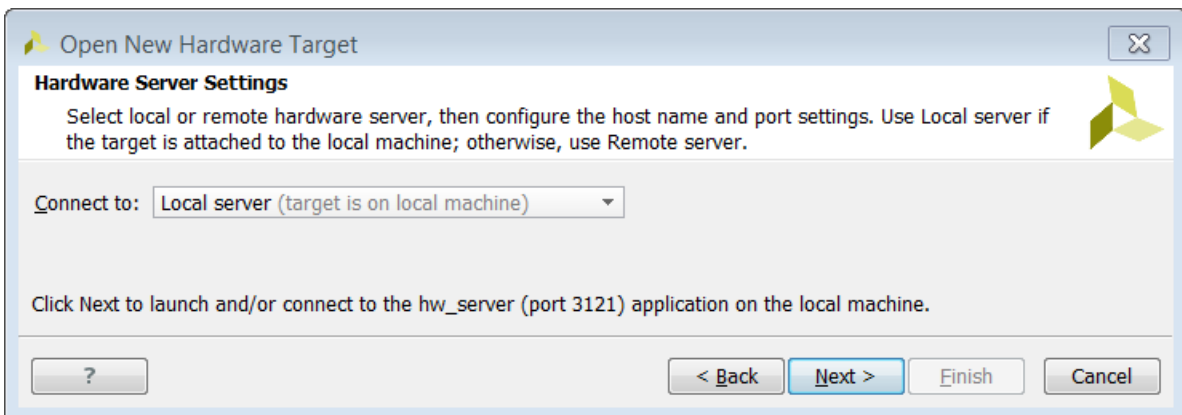 Open New Hardware Target
Hardware Server Settings
Select local or remote hardware server, then configure the host name and port settings. Use Local server if
the target is attached to the local machine; otherwise, use Remote server.
Connect to: Local server (target is on local machine)
Click Next to launch and/or connect to the hw_server (port 3121) application on the local machine.
? < Back Next > Finish Cancel